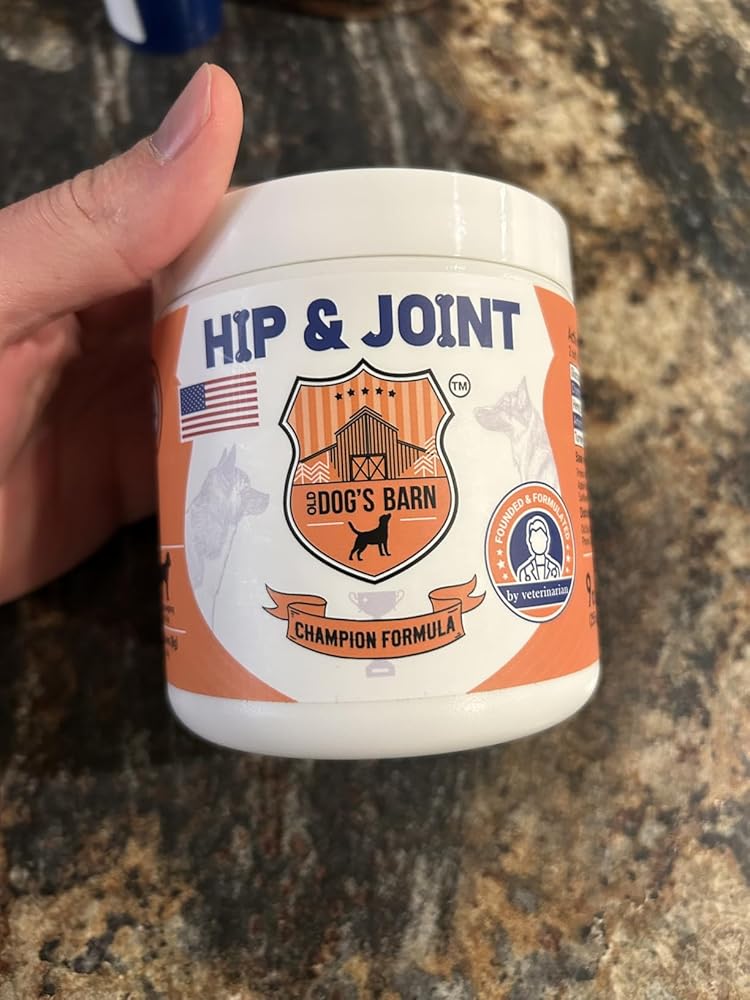 HIP & JOINT
TM
OLD DOG'S BARN
CHAMPION FORMULA
FOUNDED & FORMULATED
by veterinarian